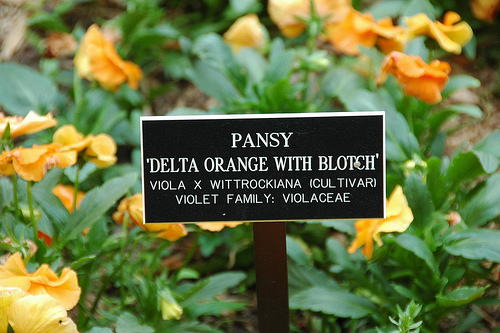 PANSY
'DELTA ORANGE WITH BLOTCH'
VIOLA X WITTROCKIANA (CULTIVAR)
VIOLET FAMILY: VIOLACEAE